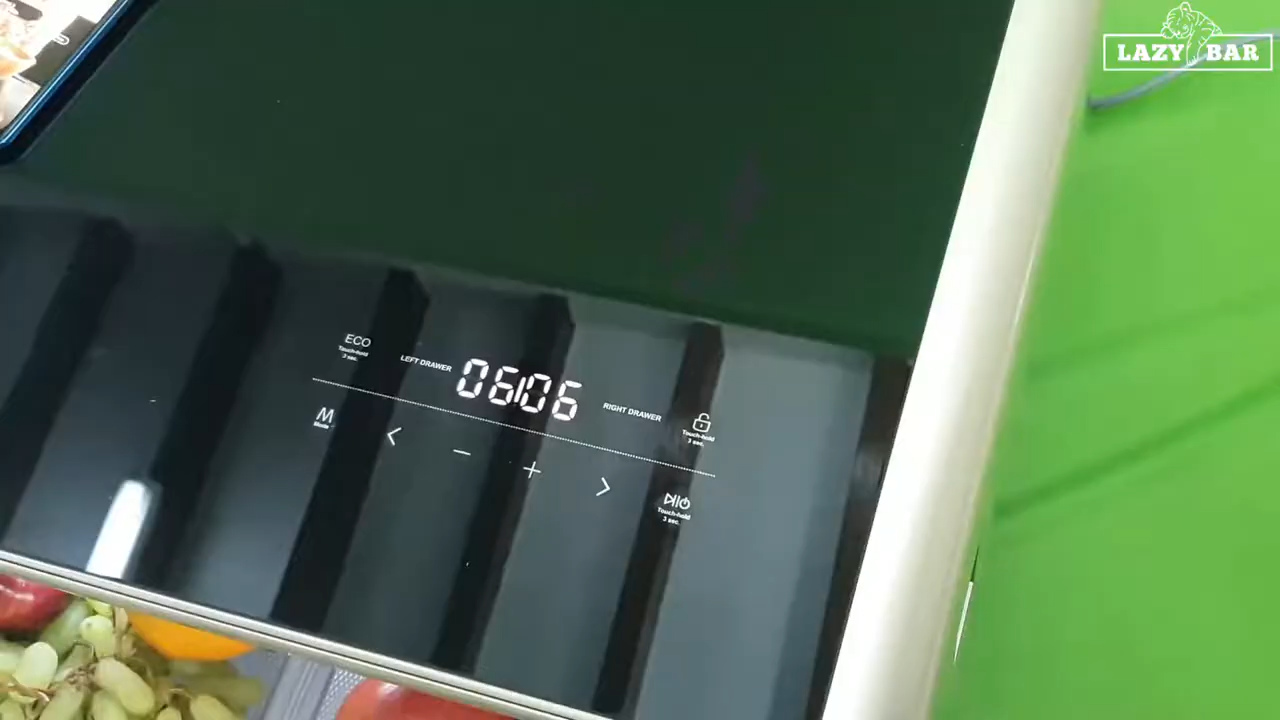 LAZY BAR
ECO
Touch-hold
3 sec.
LEFT DRAWER
06:06
RIGHT DRAWER
Touch-hold
3 sec.
M
Mode
<
−
+
>
Touch-hold
3 sec.